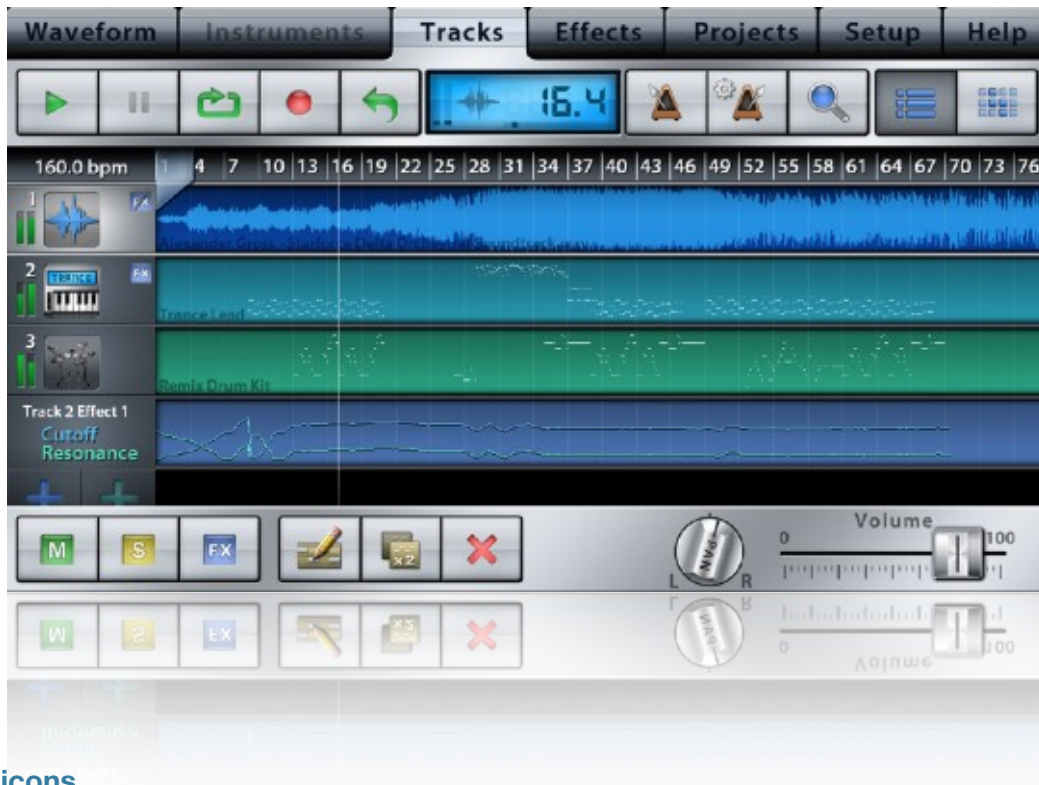 Waveform Instruments Tracks Effects Projects Setup Help
16.4
160.0 bpm 1 4 7 10 13 16 19 22 25 28 31 34 37 40 43 46 49 52 55 58 61 64 67 70 73 76
1 FX
2 TRANCE FX
Trance Lead
3
Remix Drum Kit
Track 2 Effect 1
Cutoff
Resonance
Volume
M S FX x2 PAN 0 100
L R
icons